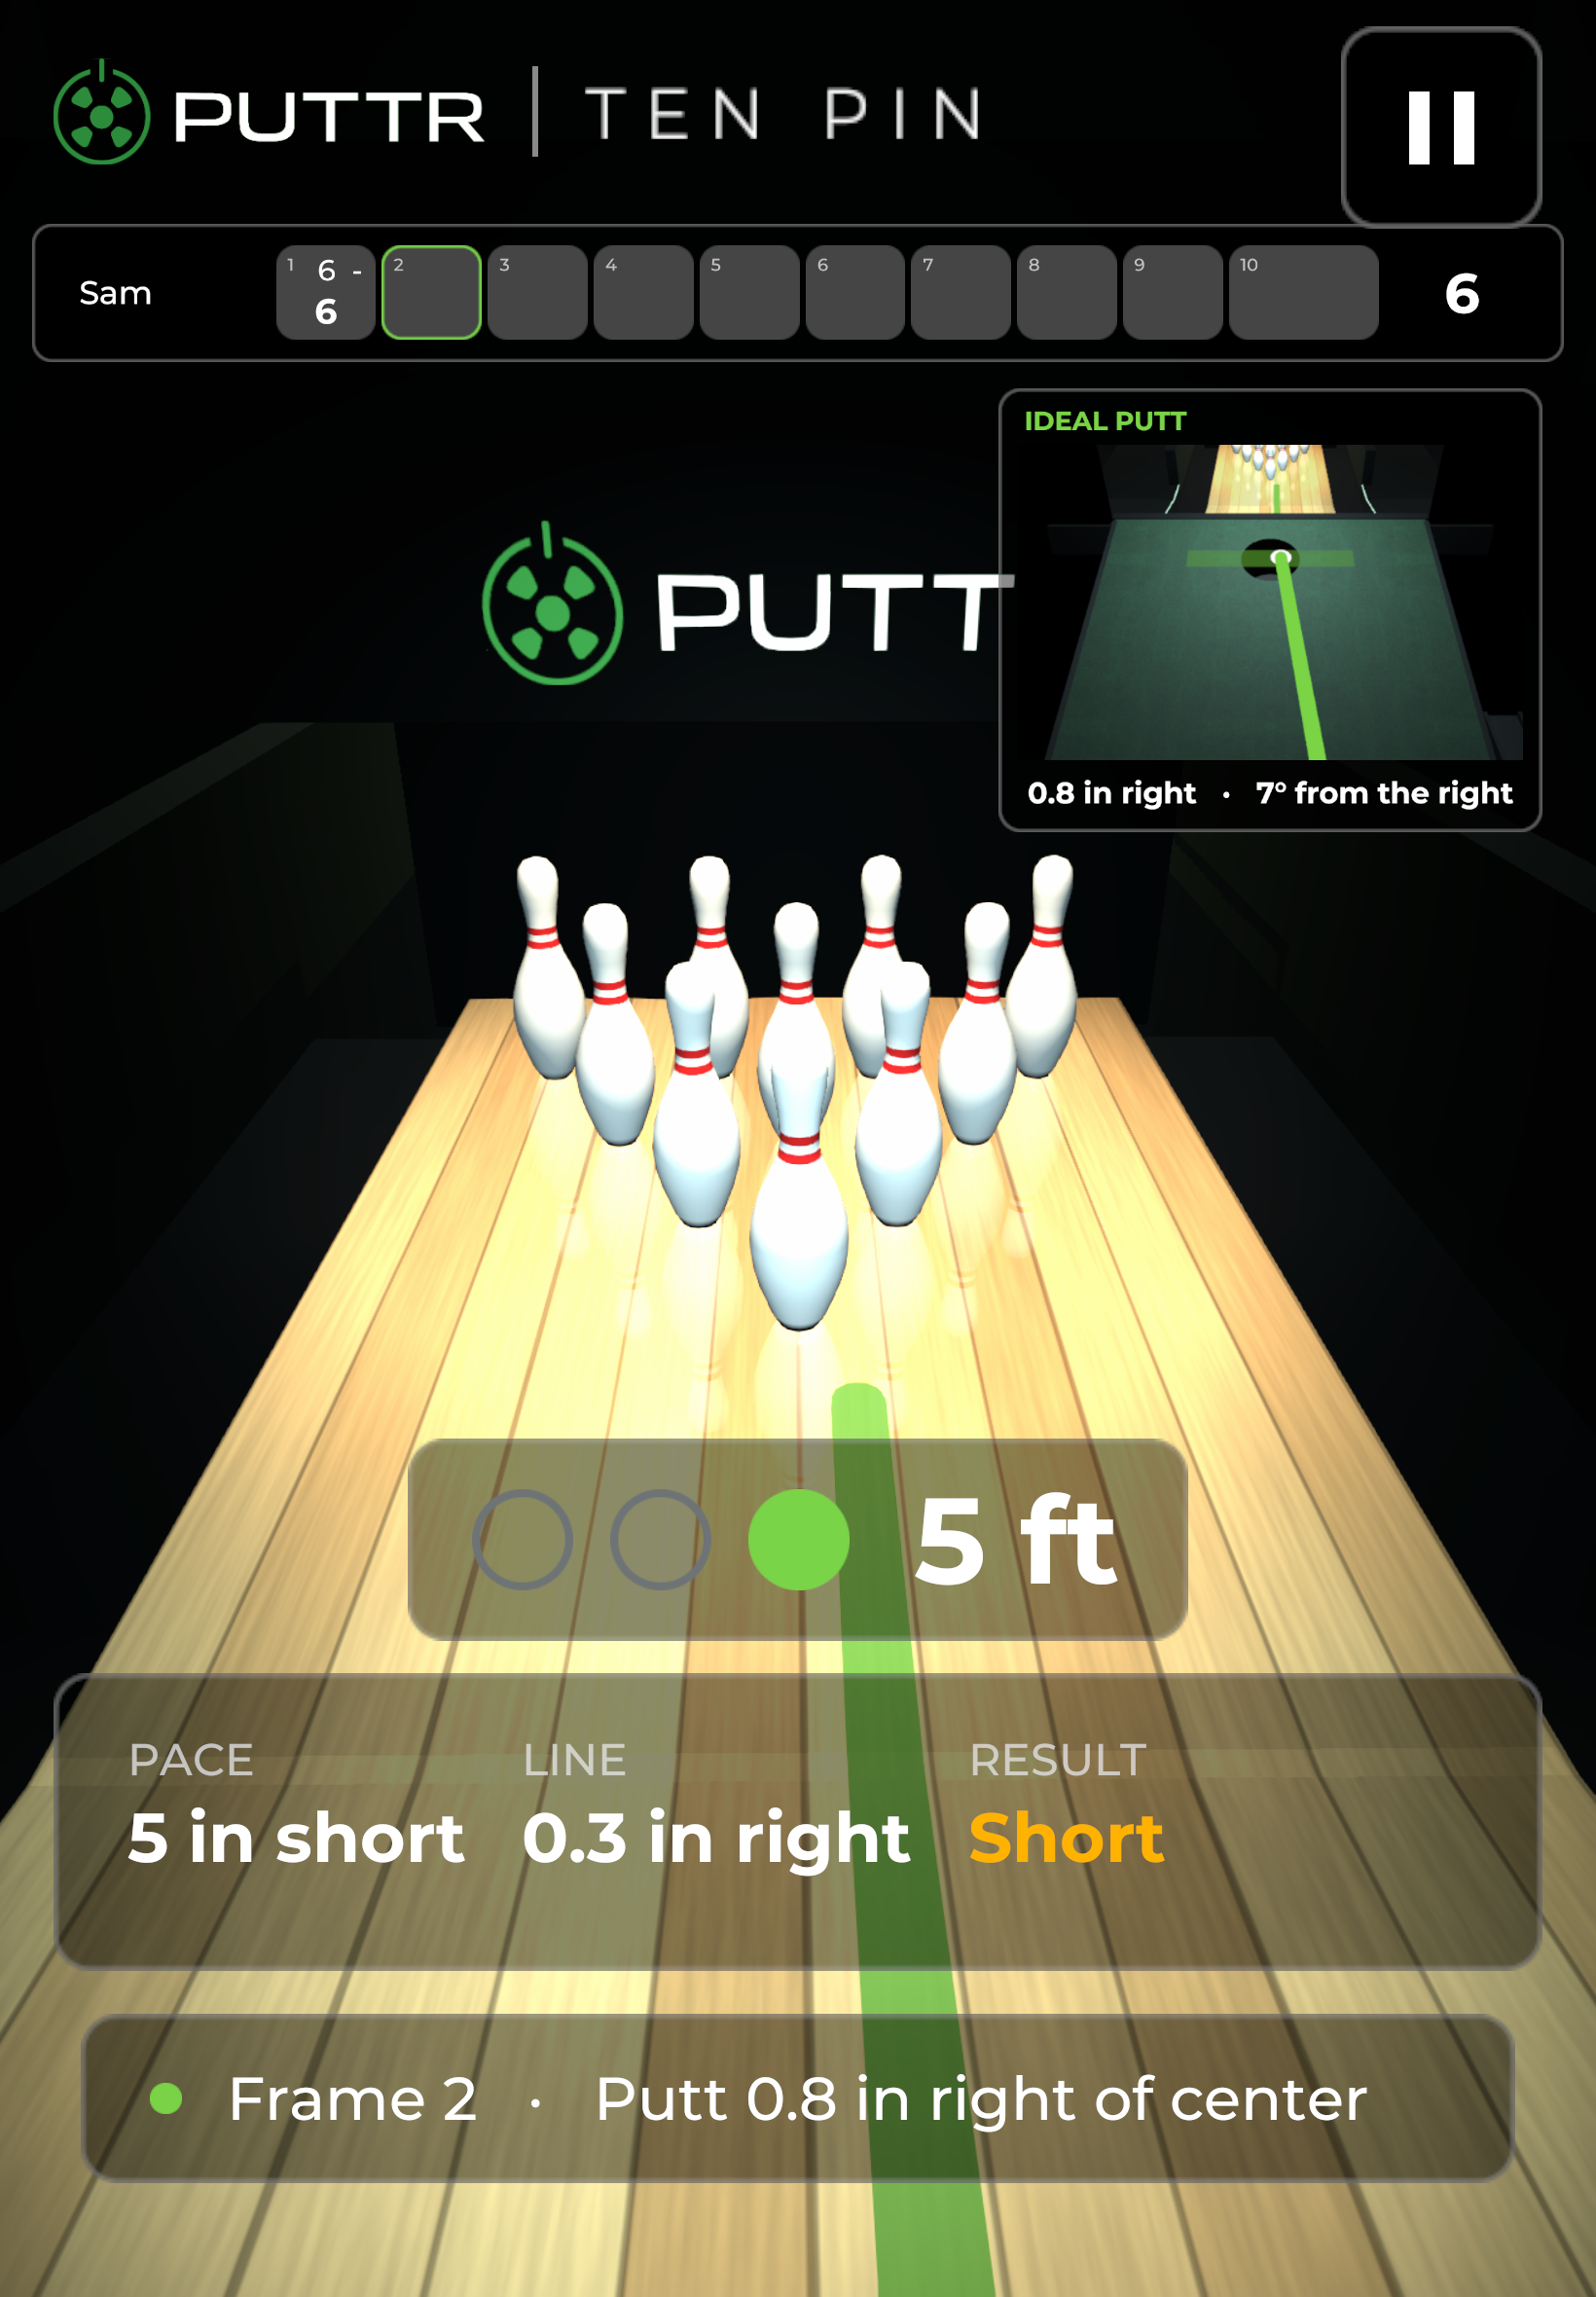 PUTTR | TEN PIN
Sam
1 6 - 2 3 4 5 6 7 8 9 10
6
6
IDEAL PUTT
PUTT
0.8 in right · 7° from the right
5 ft
PACE LINE RESULT
5 in short 0.3 in right Short
Frame 2 · Putt 0.8 in right of center